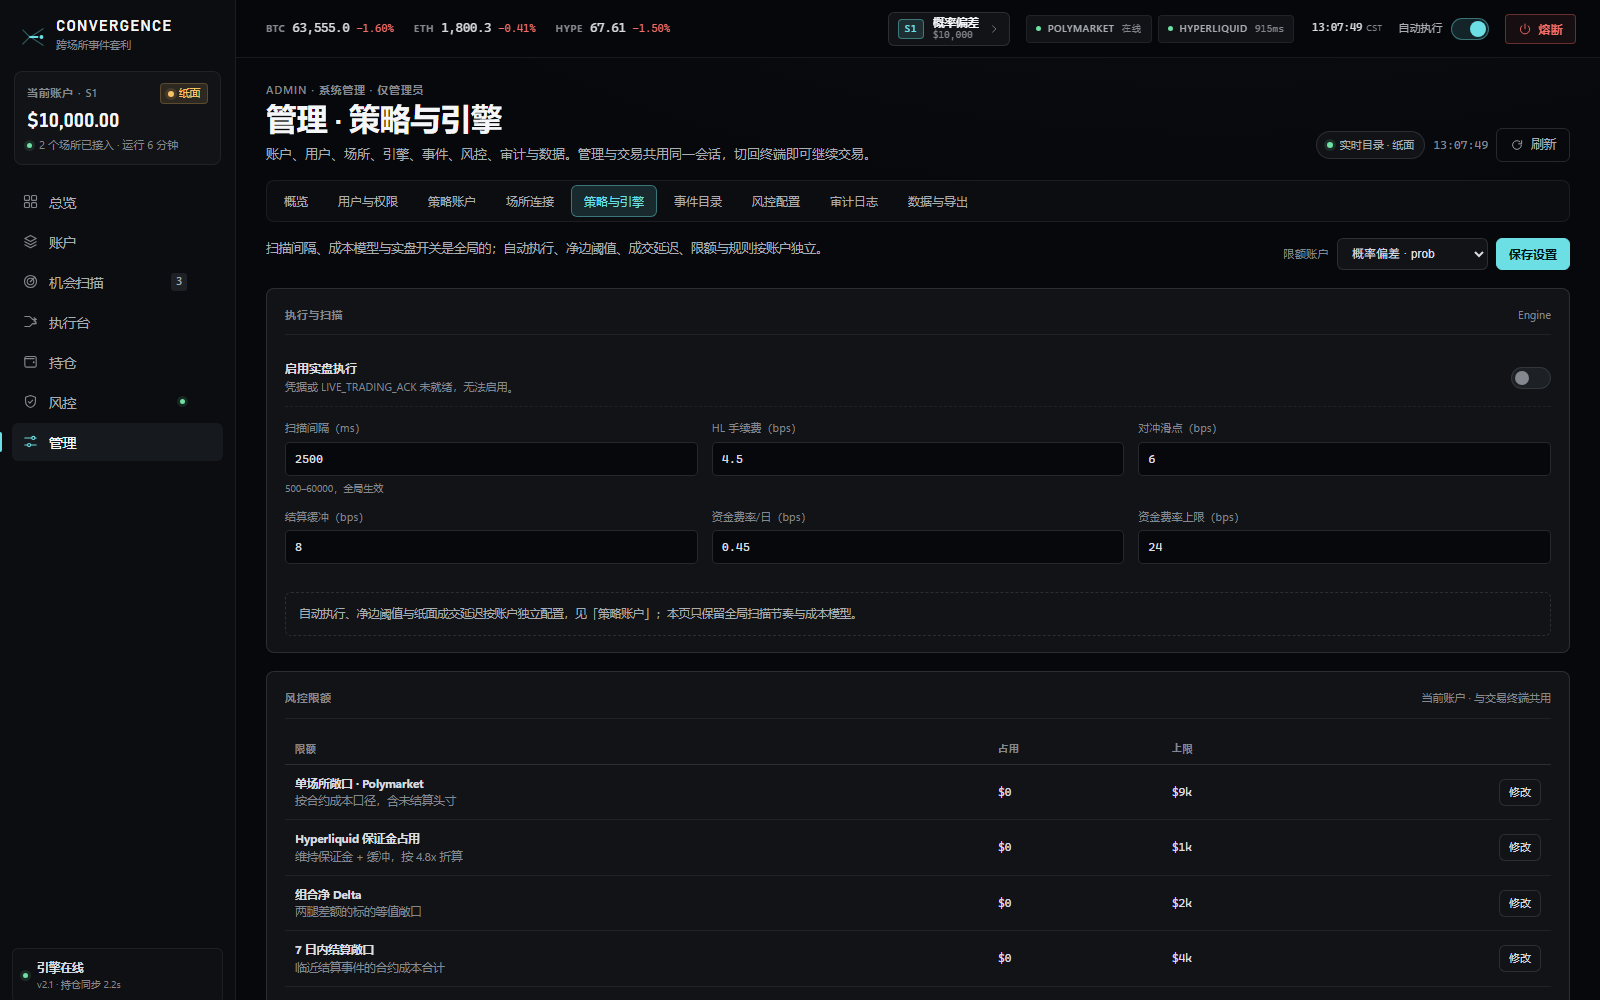 CONVERGENCE
跨场所事件套利
BTC 63,555.0 −1.60% ETH 1,800.3 −0.41% HYPE 67.61 −1.50%
S1 概率偏差 $10,000
POLYMARKET 在线
HYPERLIQUID 915ms
13:07:49 CST
自动执行
熔断
当前账户 · S1
纸面
$10,000.00
2 个场所已接入 · 运行 6 分钟
总览
账户
机会扫描 3
执行台
持仓
风控
管理
引擎在线
v2.1 · 持仓同步 2.2s
ADMIN · 系统管理 · 仅管理员
管理 · 策略与引擎
账户、用户、场所、引擎、事件、风控、审计与数据。管理与交易共用同一会话，切回终端即可继续交易。
实时目录 · 纸面
13:07:49
刷新
概览 用户与权限 策略账户 场所连接 策略与引擎 事件目录 风控配置 审计日志 数据与导出
扫描间隔、成本模型与实盘开关是全局的；自动执行、净边阈值、成交延迟、限额与规则按账户独立。
限额账户
概率偏差 · prob
保存设置
执行与扫描
Engine
启用实盘执行
凭据或 LIVE_TRADING_ACK 未就绪，无法启用。
扫描间隔（ms） HL 手续费（bps） 对冲滑点（bps）
2500 4.5 6
500–60000，全局生效
结算缓冲（bps） 资金费率/日（bps） 资金费率上限（bps）
8 0.45 24
自动执行、净边阈值与纸面成交延迟按账户独立配置，见「策略账户」；本页只保留全局扫描节奏与成本模型。
风控限额
当前账户 · 与交易终端共用
限额 占用 上限
单场所敞口 · Polymarket
按合约成本口径，含未结算头寸
$0 $9k 修改
Hyperliquid 保证金占用
维持保证金 + 缓冲，按 4.8x 折算
$0 $1k 修改
组合净 Delta
两腿差额的标的等值敞口
$0 $2k 修改
7 日内结算敞口
临近结算事件的合约成本合计
$0 $4k 修改